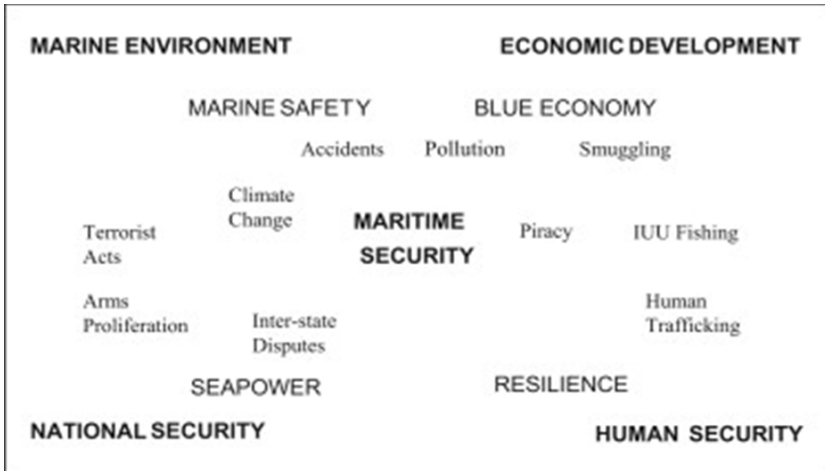 MARINE ENVIRONMENT ECONOMIC DEVELOPMENT
MARINE SAFETY BLUE ECONOMY
Accidents Pollution Smuggling
Climate
Change
MARITIME
SECURITY
Terrorist
Acts
Piracy IUU Fishing
Arms
Proliferation
Inter-state
Disputes
Human
Trafficking
SEAPOWER RESILIENCE
NATIONAL SECURITY HUMAN SECURITY